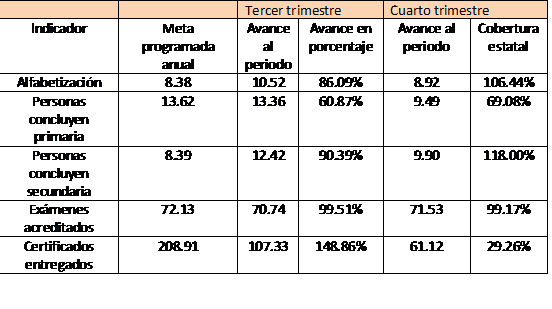 Tercer trimestre Cuarto trimestre
Indicador Meta programada anual Avance al periodo Avance en porcentaje Avance al periodo Cobertura estatal
Alfabetización 8.38 10.52 86.09% 8.92 106.44%
Personas concluyen primaria 13.62 13.36 60.87% 9.49 69.08%
Personas concluyen secundaria 8.39 12.42 90.39% 9.90 118.00%
Exámenes acreditados 72.13 70.74 99.51% 71.53 99.17%
Certificados entregados 208.91 107.33 148.86% 61.12 29.26%